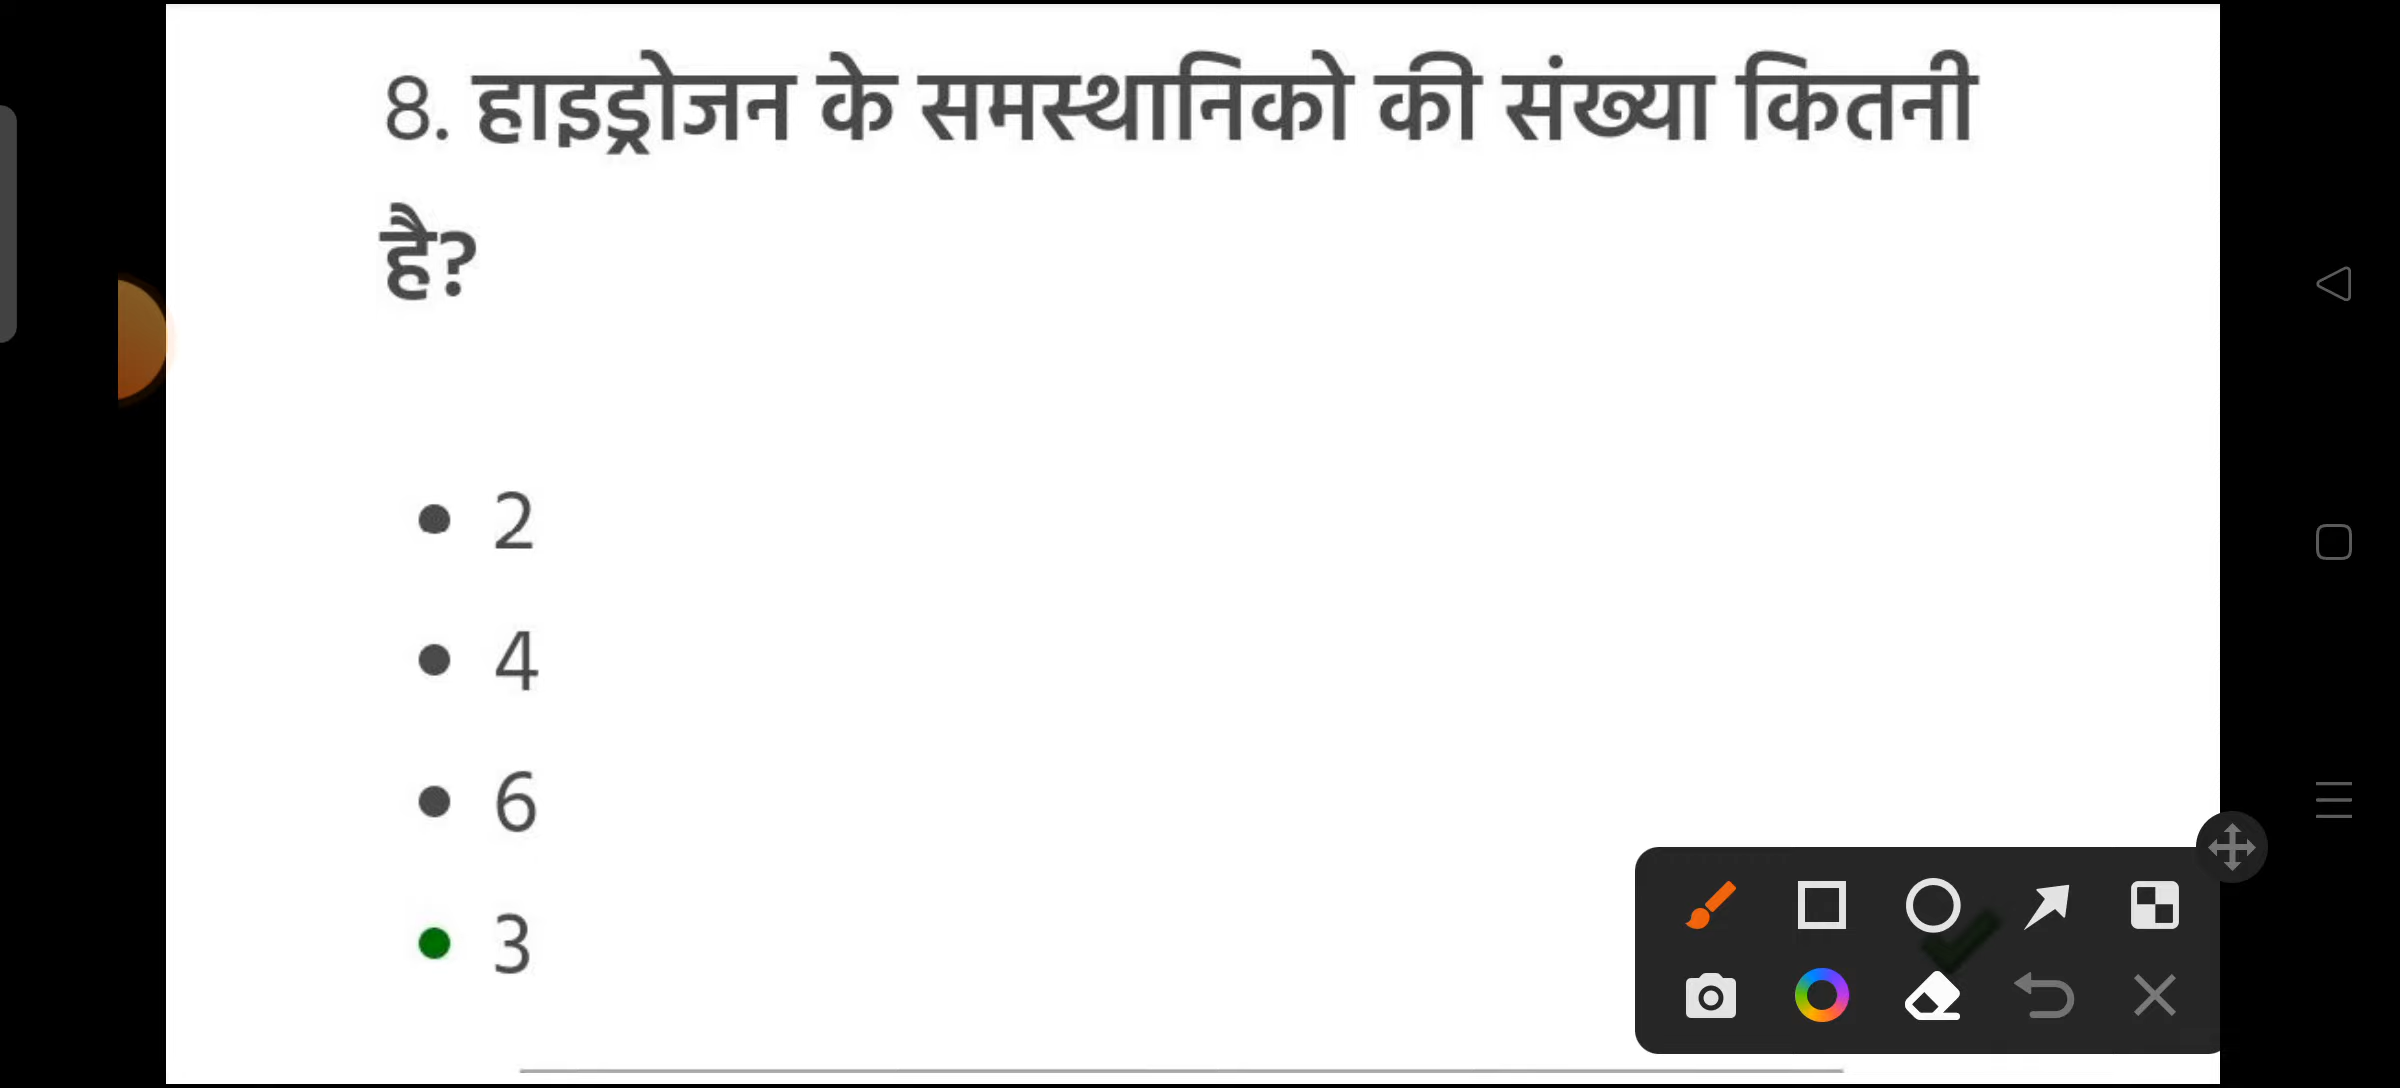 8. हाइड्रोजन के समस्थानिको की संख्या कितनी
है?
• 2
• 4
• 6
• 3